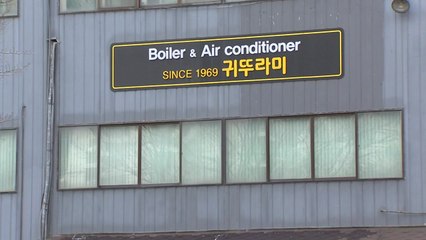 Boiler & Air conditioner
SINCE 1969 귀뚜라미